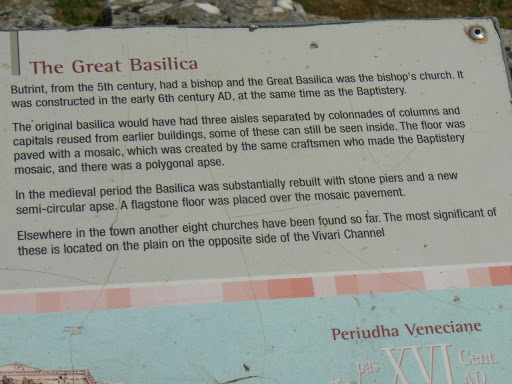 The Great Basilica
Butrint, from the 5th century, had a bishop and the Great Basilica was the bishop's church. It
was constructed in the early 6th century AD, at the same time as the Baptistery.
The original basilica would have had three aisles separated by colonnades of columns and
capitals reused from earlier buildings, some of these can still be seen inside. The floor was
paved with a mosaic, which was created by the same craftsmen who made the Baptistery
mosaic, and there was a polygonal apse.
In the medieval period the Basilica was substantially rebuilt with stone piers and a new
semi-circular apse. A flagstone floor was placed over the mosaic pavement.
Elsewhere in the town another eight churches have been found so far. The most significant of
these is located on the plain on the opposite side of the Vivari Channel
Periudha Veneciane
pas XVI Cent.
AD